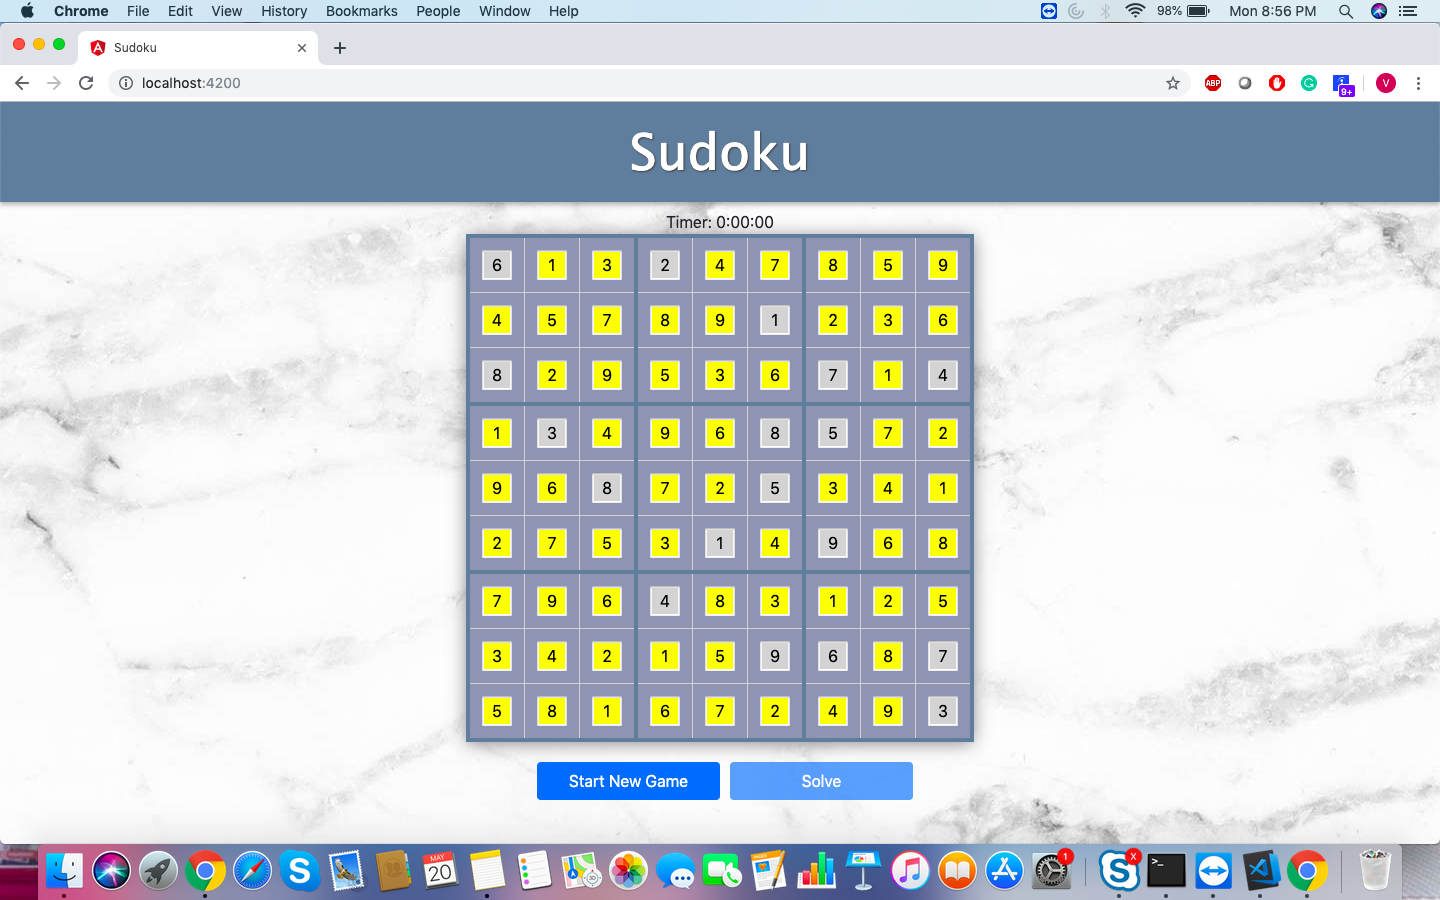 Chrome File Edit View History Bookmarks People Window Help 98% Mon 8:56 PM
Sudoku
localhost:4200 ABP 9+ V
Sudoku
Timer: 0:00:00
6 1 3 2 4 7 8 5 9
4 5 7 8 9 1 2 3 6
8 2 9 5 3 6 7 1 4
1 3 4 9 6 8 5 7 2
9 6 8 7 2 5 3 4 1
2 7 5 3 1 4 9 6 8
7 9 6 4 8 3 1 2 5
3 4 2 1 5 9 6 8 7
5 8 1 6 7 2 4 9 3
Start New Game Solve
MAY
20
1
X
>_